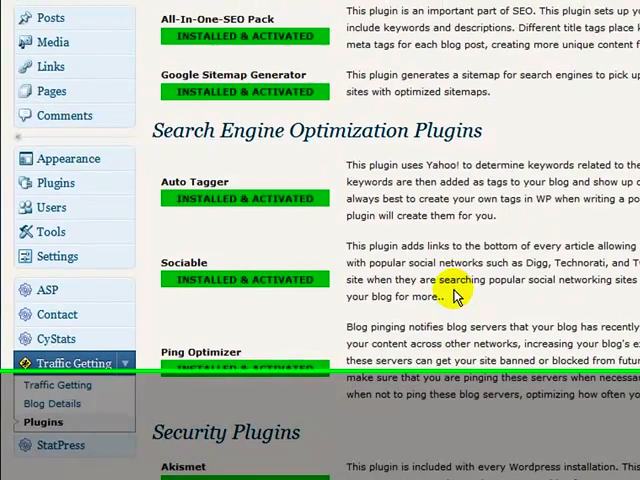 Posts
Media
Links
Pages
Comments
Appearance
Plugins
Users
Tools
Settings
ASP
Contact
CyStats
Traffic Getting
Traffic Getting
Blog Details
Plugins
StatPress
All-In-One-SEO Pack
INSTALLED & ACTIVATED
This plugin is an important part of SEO. This plugin sets up
include keywords and descriptions. Different title tags place
meta tags for each blog post, creating more unique content
Google Sitemap Generator
INSTALLED & ACTIVATED
This plugin generates a sitemap for search engines to pick
sites with optimized sitemaps.
Search Engine Optimization Plugins
Auto Tagger
INSTALLED & ACTIVATED
This plugin uses Yahoo! to determine keywords related to the
keywords are then added as tags to your blog and show up
always best to create your own tags in WP when writing a
plugin will create them for you.
Sociable
INSTALLED & ACTIVATED
This plugin adds links to the bottom of every article allowing
with popular social networks such as Digg, Technorati, and
site when they are searching popular social networking sites
your blog for more..
Ping Optimizer
INSTALLED & ACTIVATED
Blog pinging notifies blog servers that your blog has recently
your content across other networks, increasing your blog's
these servers can get your site banned or blocked from
make sure that you are pinging these servers when
when not to ping these blog servers, optimizing how often
Security Plugins
Akismet
This plugin is included with every Wordpress installation. This